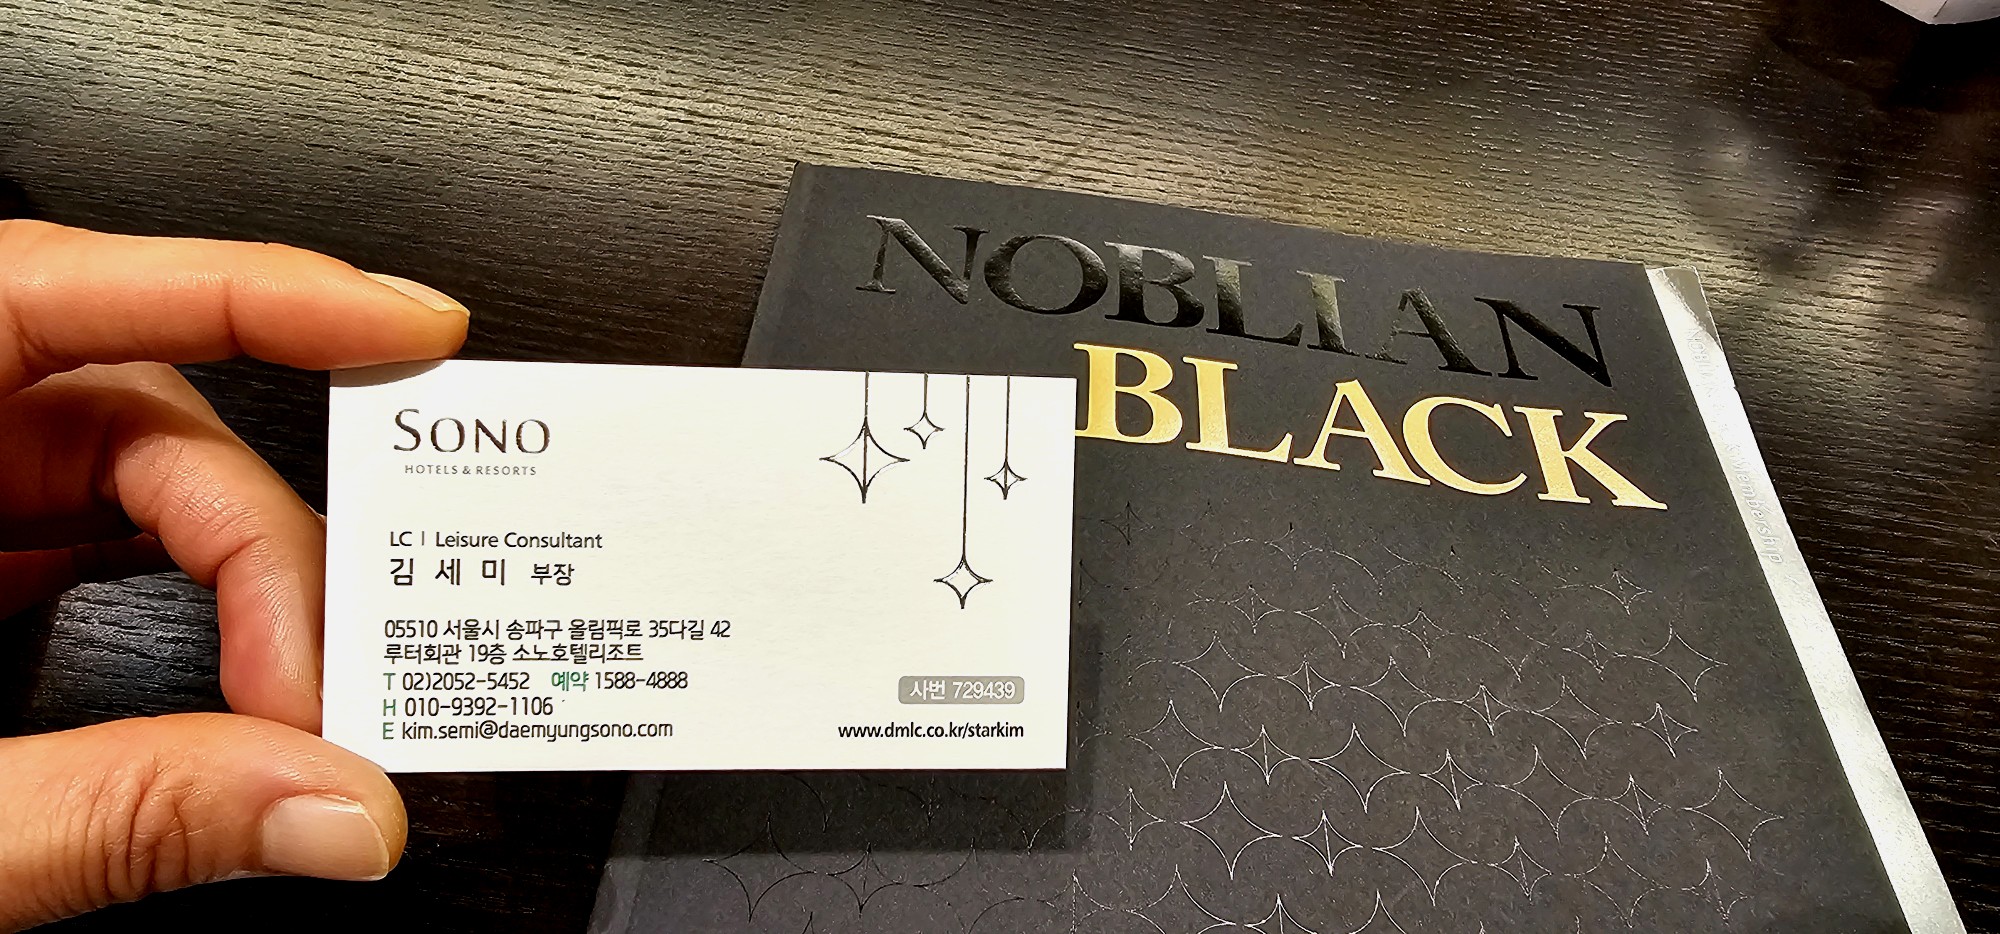 NOBLIAN
BLACK
Membership
SONO
HOTELS & RESORTS
LC | Leisure Consultant
김 세 미 부장
05510 서울시 송파구 올림픽로 35다길 42
루터회관 19층 소노호텔리조트
T 02)2052-5452 예약 1588-4888
H 010-9392-1106
E kim.semi@daemyungsono.com
사번 729439
www.dmlc.co.kr/starkim